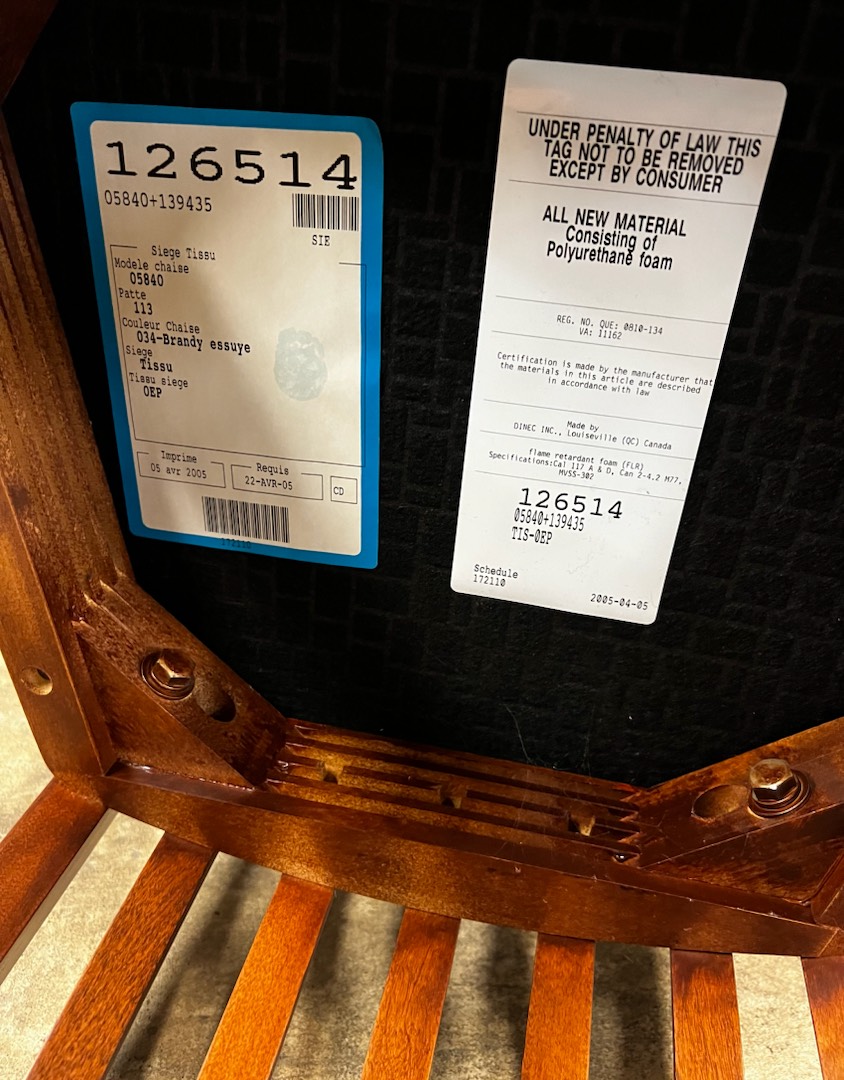 126514
05840+139435
SIE
Siege Tissu
Modele chaise
05840
Patte
113
Couleur Chaise
034-Brandy essuye
Siege
Tissu
Tissu siege
OEP
Imprime
05 avr 2005
Requis
22-AVR-05
CD
172110
UNDER PENALTY OF LAW THIS
TAG NOT TO BE REMOVED
EXCEPT BY CONSUMER
ALL NEW MATERIAL
Consisting of
Polyurethane foam
REG. NO. QUE: 0810-134
VA: 11162
Certification is made by the manufacturer that
the materials in this article are described
in accordance with law
Made by
DINEC INC., Louiseville (QC) Canada
flame retardant foam (FLR)
Specifications:Cal 117 A & D, Can 2-4.2 M77,
MVSS-302
126514
05840+139435
TIS-0EP
Schedule
172110
2005-04-05